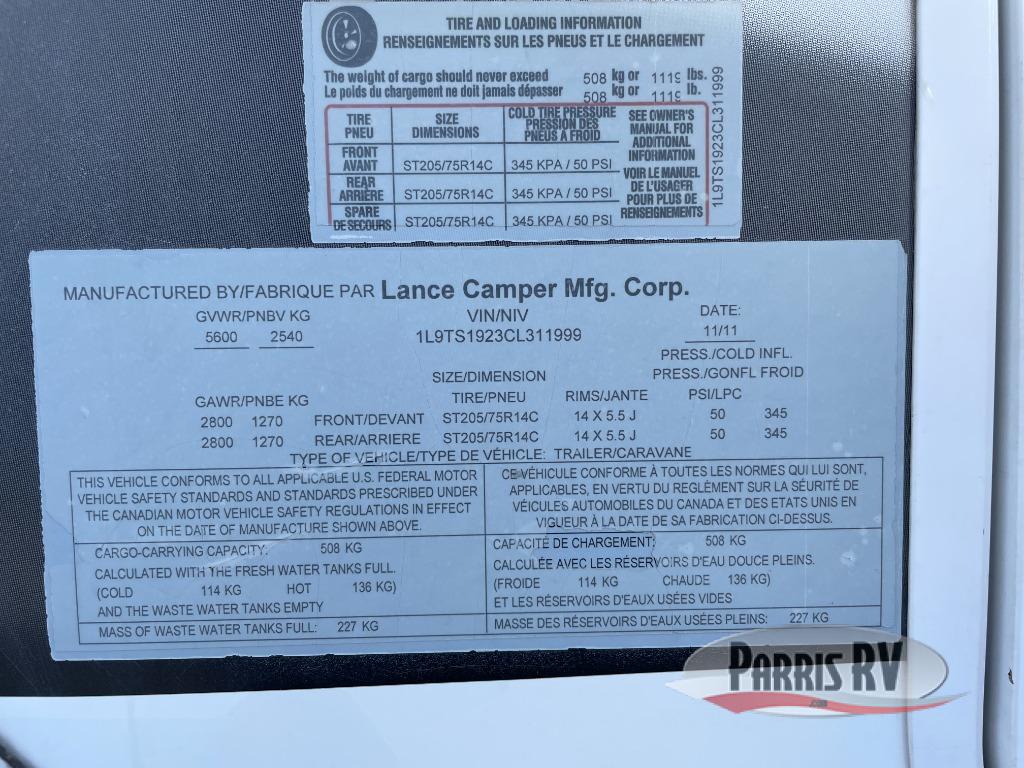 TIRE AND LOADING INFORMATION
RENSEIGNEMENTS SUR LES PNEUS ET LE CHARGEMENT
The weight of cargo should never exceed 508 kg or 1119 lbs.
Le poids du chargement ne doit jamais dépasser 508 kg or 1119 lb.
TIRE PNEU
SIZE DIMENSIONS
COLD TIRE PRESSURE PRESSION DES PNEUS A FROID
SEE OWNER'S MANUAL FOR ADDITIONAL INFORMATION
VOIR LE MANUEL DE L'USAGER POUR PLUS DE RENSEIGNEMENTS
FRONT AVANT ST205/75R14C 345 KPA / 50 PSI
REAR ARRIÈRE ST205/75R14C 345 KPA / 50 PSI
SPARE DE SECOURS ST205/75R14C 345 KPA / 50 PSI
1L9TS1923CL311999
MANUFACTURED BY/FABRIQUE PAR Lance Camper Mfg. Corp.
GVWR/PNBV KG VIN/NIV DATE:
5600 2540 1L9TS1923CL311999 11/11
PRESS./COLD INFL.
SIZE/DIMENSION PRESS./GONFL FROID
GAWR/PNBE KG TIRE/PNEU RIMS/JANTE PSI/LPC
2800 1270 FRONT/DEVANT ST205/75R14C 14 X 5.5 J 50 345
2800 1270 REAR/ARRIERE ST205/75R14C 14 X 5.5 J 50 345
TYPE OF VEHICLE/TYPE DE VÉHICULE: TRAILER/CARAVANE
THIS VEHICLE CONFORMS TO ALL APPLICABLE U.S. FEDERAL MOTOR
VEHICLE SAFETY STANDARDS AND STANDARDS PRESCRIBED UNDER
THE CANADIAN MOTOR VEHICLE SAFETY REGULATIONS IN EFFECT
ON THE DATE OF MANUFACTURE SHOWN ABOVE.
CE VÉHICULE CONFORME À TOUTES LES NORMES QUI LUI SONT,
APPLICABLES, EN VERTU DU REGLÈMENT SUR LA SÉURITÉ DE
VÉICULES AUTOMOBILES DU CANADA ET DES ETATS UNIS EN
VIGUEUR À LA DATE DE SA FABRICATION CI-DESSUS.
CARGO-CARRYING CAPACITY: 508 KG
CALCULATED WITH THE FRESH WATER TANKS FULL.
(COLD 114 KG HOT 136 KG)
AND THE WASTE WATER TANKS EMPTY
MASS OF WASTE WATER TANKS FULL: 227 KG
CAPACITÉ DE CHARGEMENT: 508 KG
CALCULÉE AVEC LES RÉSERVOIRS D'EAU DOUCE PLEINS.
(FROIDE 114 KG CHAUDE 136 KG)
ET LES RÉSERVOIRS D'EAUX USÉES VIDES
MASSE DES RÉSERVOIRS D'EAUX USÉES PLEINS: 227 KG
PARRIS RV
.com